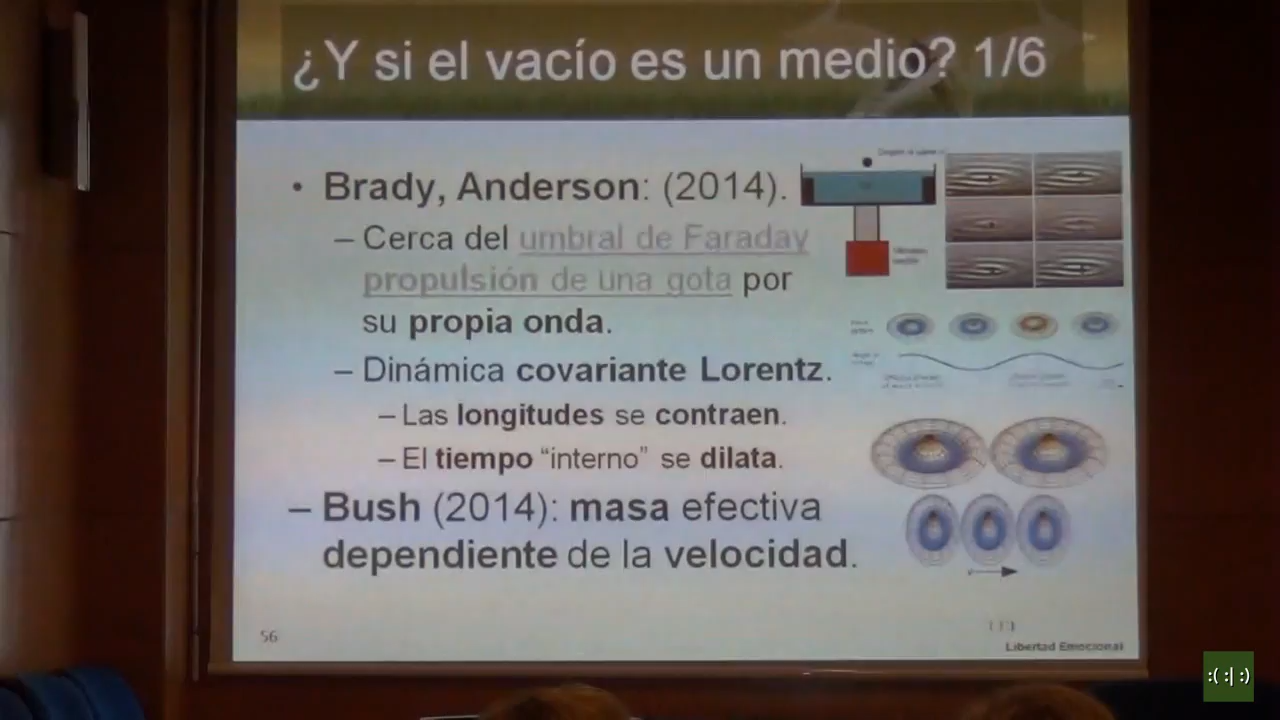 ¿Y si el vacío es un medio? 1/6
• Brady, Anderson: (2014).
– Cerca del umbral de Faraday
propulsión de una gota por
su propia onda.
– Dinámica covariante Lorentz.
– Las longitudes se contraen.
– El tiempo “interno” se dilata.
– Bush (2014): masa efectiva
dependiente de la velocidad.
56
Libertad Emocional
:( :| :)